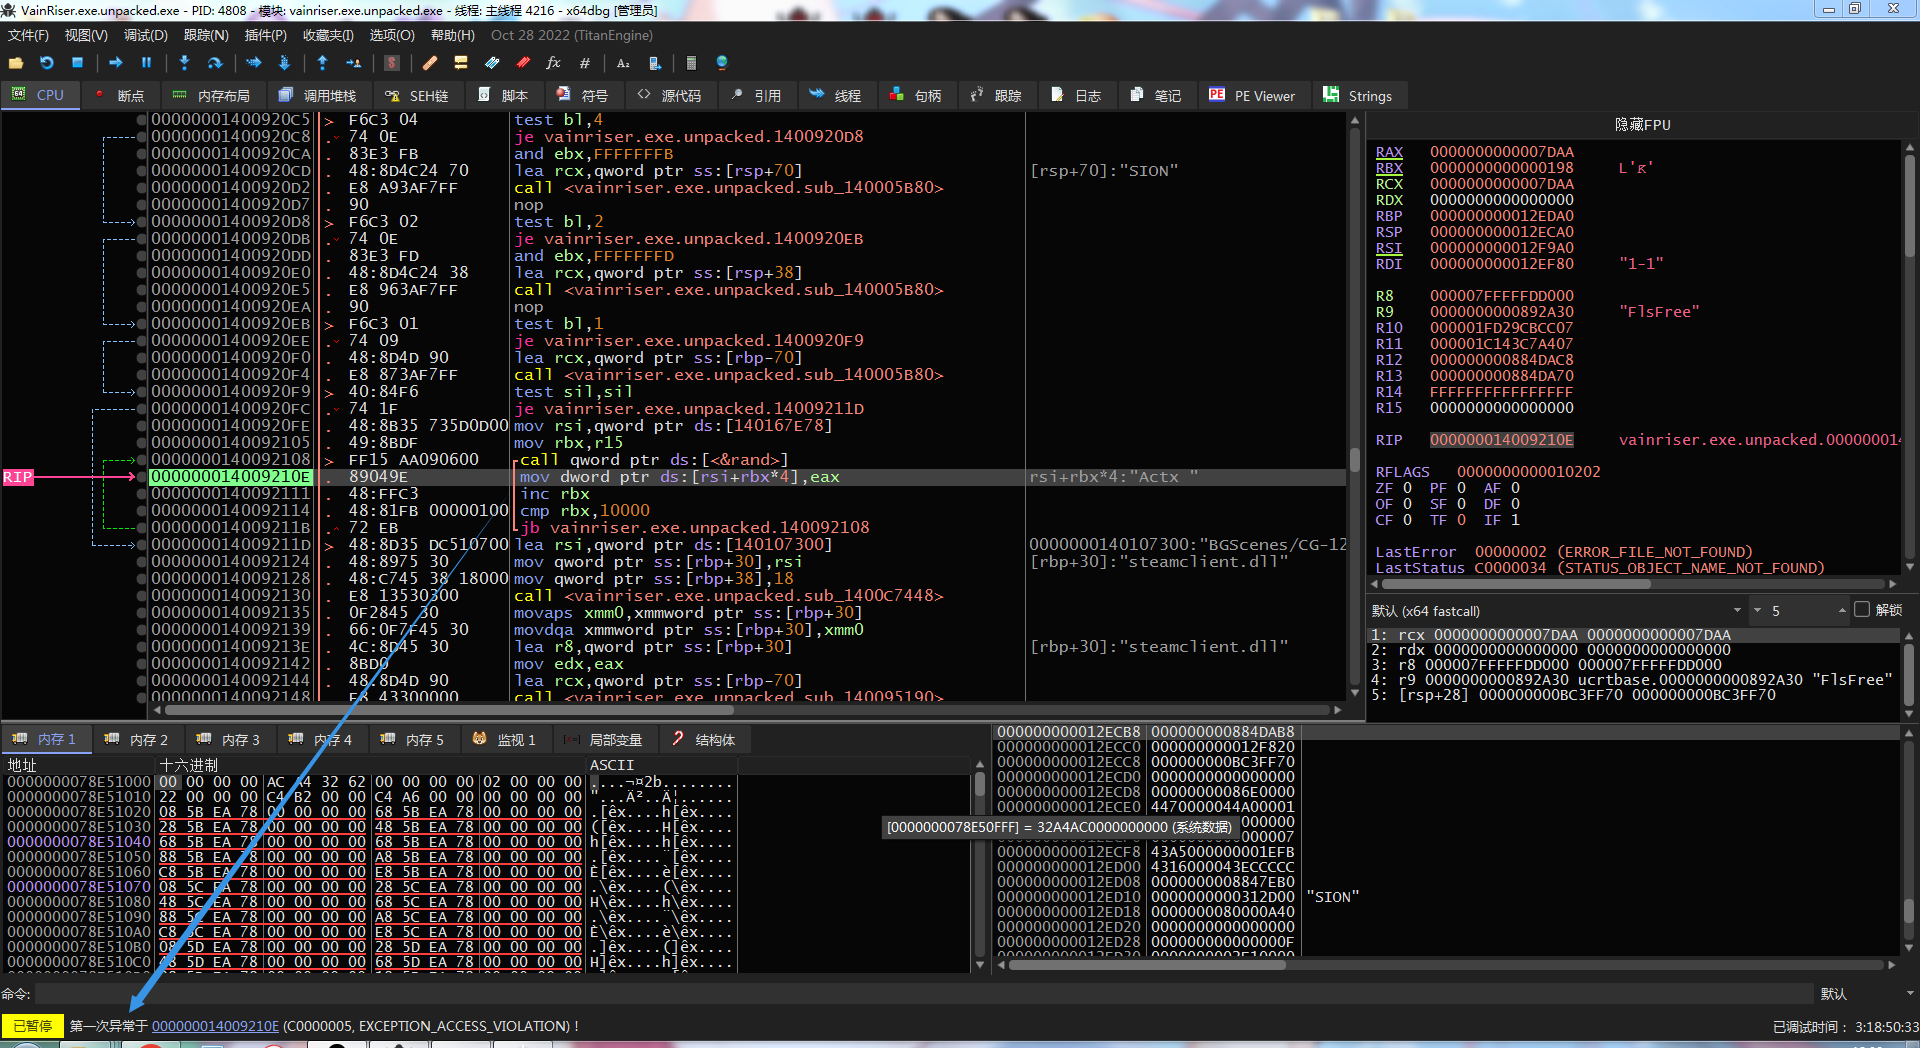 VainRiser.exe.unpacked.exe - PID: 4808 - 模块: vainriser.exe.unpacked.exe - 线程: 主线程 4216 - x64dbg [管理员]
文件(F) 视图(V) 调试(D) 跟踪(N) 插件(P) 收藏夹(I) 选项(O) 帮助(H) Oct 28 2022 (TitanEngine)
CPU 断点 内存布局 调用堆栈 SEH链 脚本 符号 源代码 引用 线程 句柄 跟踪 日志 笔记 PE Viewer Strings
00000001400920C5 F6C3 04 test bl,4
00000001400920C8 74 0E je vainriser.exe.unpacked.1400920D8
00000001400920CA 83E3 FB and ebx,FFFFFFFB
00000001400920CD 48:8D4C24 70 lea rcx,qword ptr ss:[rsp+70] [rsp+70]:"SION"
00000001400920D2 E8 A93AF7FF call <vainriser.exe.unpacked.sub_140005B80>
00000001400920D7 90 nop
00000001400920D8 F6C3 02 test bl,2
00000001400920DB 74 0E je vainriser.exe.unpacked.1400920EB
00000001400920DD 83E3 FD and ebx,FFFFFFFD
00000001400920E0 48:8D4C24 38 lea rcx,qword ptr ss:[rsp+38]
00000001400920E5 E8 963AF7FF call <vainriser.exe.unpacked.sub_140005B80>
00000001400920EA 90 nop
00000001400920EB F6C3 01 test bl,1
00000001400920EE 74 09 je vainriser.exe.unpacked.1400920F9
00000001400920F0 48:8D4D 90 lea rcx,qword ptr ss:[rbp-70]
00000001400920F4 E8 873AF7FF call <vainriser.exe.unpacked.sub_140005B80>
00000001400920F9 40:84F6 test sil,sil
00000001400920FC 74 1F je vainriser.exe.unpacked.14009211D
00000001400920FE 48:8B35 735D0D00 mov rsi,qword ptr ds:[140167E78]
0000000140092105 49:8BDF mov rbx,r15
0000000140092108 FF15 AA090600 call qword ptr ds:[<&rand>]
RIP 000000014009210E 89049E mov dword ptr ds:[rsi+rbx*4],eax rsi+rbx*4:"Actx "
0000000140092111 48:FFC3 inc rbx
0000000140092114 48:81FB 00000100 cmp rbx,10000
000000014009211B 72 EB jb vainriser.exe.unpacked.140092108
000000014009211D 48:8D35 DC510700 lea rsi,qword ptr ds:[140107300] 0000000140107300:"BGScenes/CG-12
0000000140092124 48:8975 30 mov qword ptr ss:[rbp+30],rsi [rbp+30]:"steamclient.dll"
0000000140092128 48:C745 38 18000 mov qword ptr ss:[rbp+38],18
0000000140092130 E8 13530300 call <vainriser.exe.unpacked.sub_1400C7448>
0000000140092135 0F2845 30 movaps xmm0,xmmword ptr ss:[rbp+30]
0000000140092139 66:0F7F45 30 movdqa xmmword ptr ss:[rbp+30],xmm0
000000014009213E 4C:8D45 30 lea r8,qword ptr ss:[rbp+30] [rbp+30]:"steamclient.dll"
0000000140092142 8BD0 mov edx,eax
0000000140092144 48:8D4D 90 lea rcx,qword ptr ss:[rbp-70]
0000000140092148 E8 43300000 call <vainriser.exe.unpacked.sub_140095190>
隐藏FPU
RAX 0000000000007DAA
RBX 0000000000000198 L'ƙ'
RCX 0000000000007DAA
RDX 0000000000000000
RBP 000000000012EDA0
RSP 000000000012ECA0
RSI 000000000012F9A0
RDI 000000000012EF80 "1-1"
R8 000007FFFFFDD000
R9 0000000000892A30 "FlsFree"
R10 000001FD29CBCC07
R11 000001C143C7A407
R12 000000000884DAC8
R13 000000000884DA70
R14 FFFFFFFFFFFFFFFF
R15 0000000000000000
RIP 000000014009210E vainriser.exe.unpacked.000000014
RFLAGS 0000000000010202
ZF 0 PF 0 AF 0
OF 0 SF 0 DF 0
CF 0 TF 0 IF 1
LastError 00000002 (ERROR_FILE_NOT_FOUND)
LastStatus C0000034 (STATUS_OBJECT_NAME_NOT_FOUND)
默认 (x64 fastcall) 5 解锁
1: rcx 0000000000007DAA 0000000000007DAA
2: rdx 0000000000000000 0000000000000000
3: r8 000007FFFFFDD000 000007FFFFFDD000
4: r9 0000000000892A30 ucrtbase.0000000000892A30 "FlsFree"
5: [rsp+28] 000000000BC3FF70 000000000BC3FF70
内存 1 内存 2 内存 3 内存 4 内存 5 监视 1 局部变量 结构体
地址 十六进制 ASCII
0000000078E51000 00 00 00 00 AC A4 32 62 00 00 00 00 02 00 00 00 ....¬¤2b........
0000000078E51010 22 00 00 00 C4 B2 00 00 C4 A6 00 00 00 00 00 00 "...Ä²..Ä¦......
0000000078E51020 08 5B EA 78 00 00 00 00 68 5B EA 78 00 00 00 00 .[êx....h[êx....
0000000078E51030 28 5B EA 78 00 00 00 00 48 5B EA 78 00 00 00 00 ([êx....H[êx....
0000000078E51040 68 5B EA 78 00 00 00 00 68 5B EA 78 00 00 00 00 h[êx....h[êx....
0000000078E51050 88 5B EA 78 00 00 00 00 A8 5B EA 78 00 00 00 00 .[êx....¨[êx....
0000000078E51060 C8 5B EA 78 00 00 00 00 E8 5B EA 78 00 00 00 00 È[êx....è[êx....
0000000078E51070 08 5C EA 78 00 00 00 00 28 5C EA 78 00 00 00 00 .\êx....(\êx....
0000000078E51080 48 5C EA 78 00 00 00 00 68 5C EA 78 00 00 00 00 H\êx....h\êx....
0000000078E51090 88 5C EA 78 00 00 00 00 A8 5C EA 78 00 00 00 00 .\êx....¨\êx....
0000000078E510A0 C8 5C EA 78 00 00 00 00 E8 5C EA 78 00 00 00 00 È\êx....è\êx....
0000000078E510B0 08 5D EA 78 00 00 00 00 28 5D EA 78 00 00 00 00 .]êx....(]êx....
0000000078E510C0 48 5D EA 78 00 00 00 00 68 5D EA 78 00 00 00 00 H]êx....h]êx....
000000000012ECB8 000000000884DAB8
000000000012ECC0 000000000012F820
000000000012ECC8 000000000BC3FF70
000000000012ECD0 0000000000000000
000000000012ECD8 00000000086E0000
000000000012ECE0 4470000044A00001
[0000000078E50FFF] = 32A4AC0000000000 (系统数据)
000000000012ECF8 43A5000000001EFB
000000000012ED00 4316000043ECCCCC
000000000012ED08 0000000008847EB0
000000000012ED10 0000000000312D00 "SION"
000000000012ED18 0000000080000A40
000000000012ED20 0000000000000000
000000000012ED28 000000000000000F
命令: 默认
已暂停 第一次异常于 000000014009210E (C0000005, EXCEPTION_ACCESS_VIOLATION)！ 已调试时间： 3:18:50:33